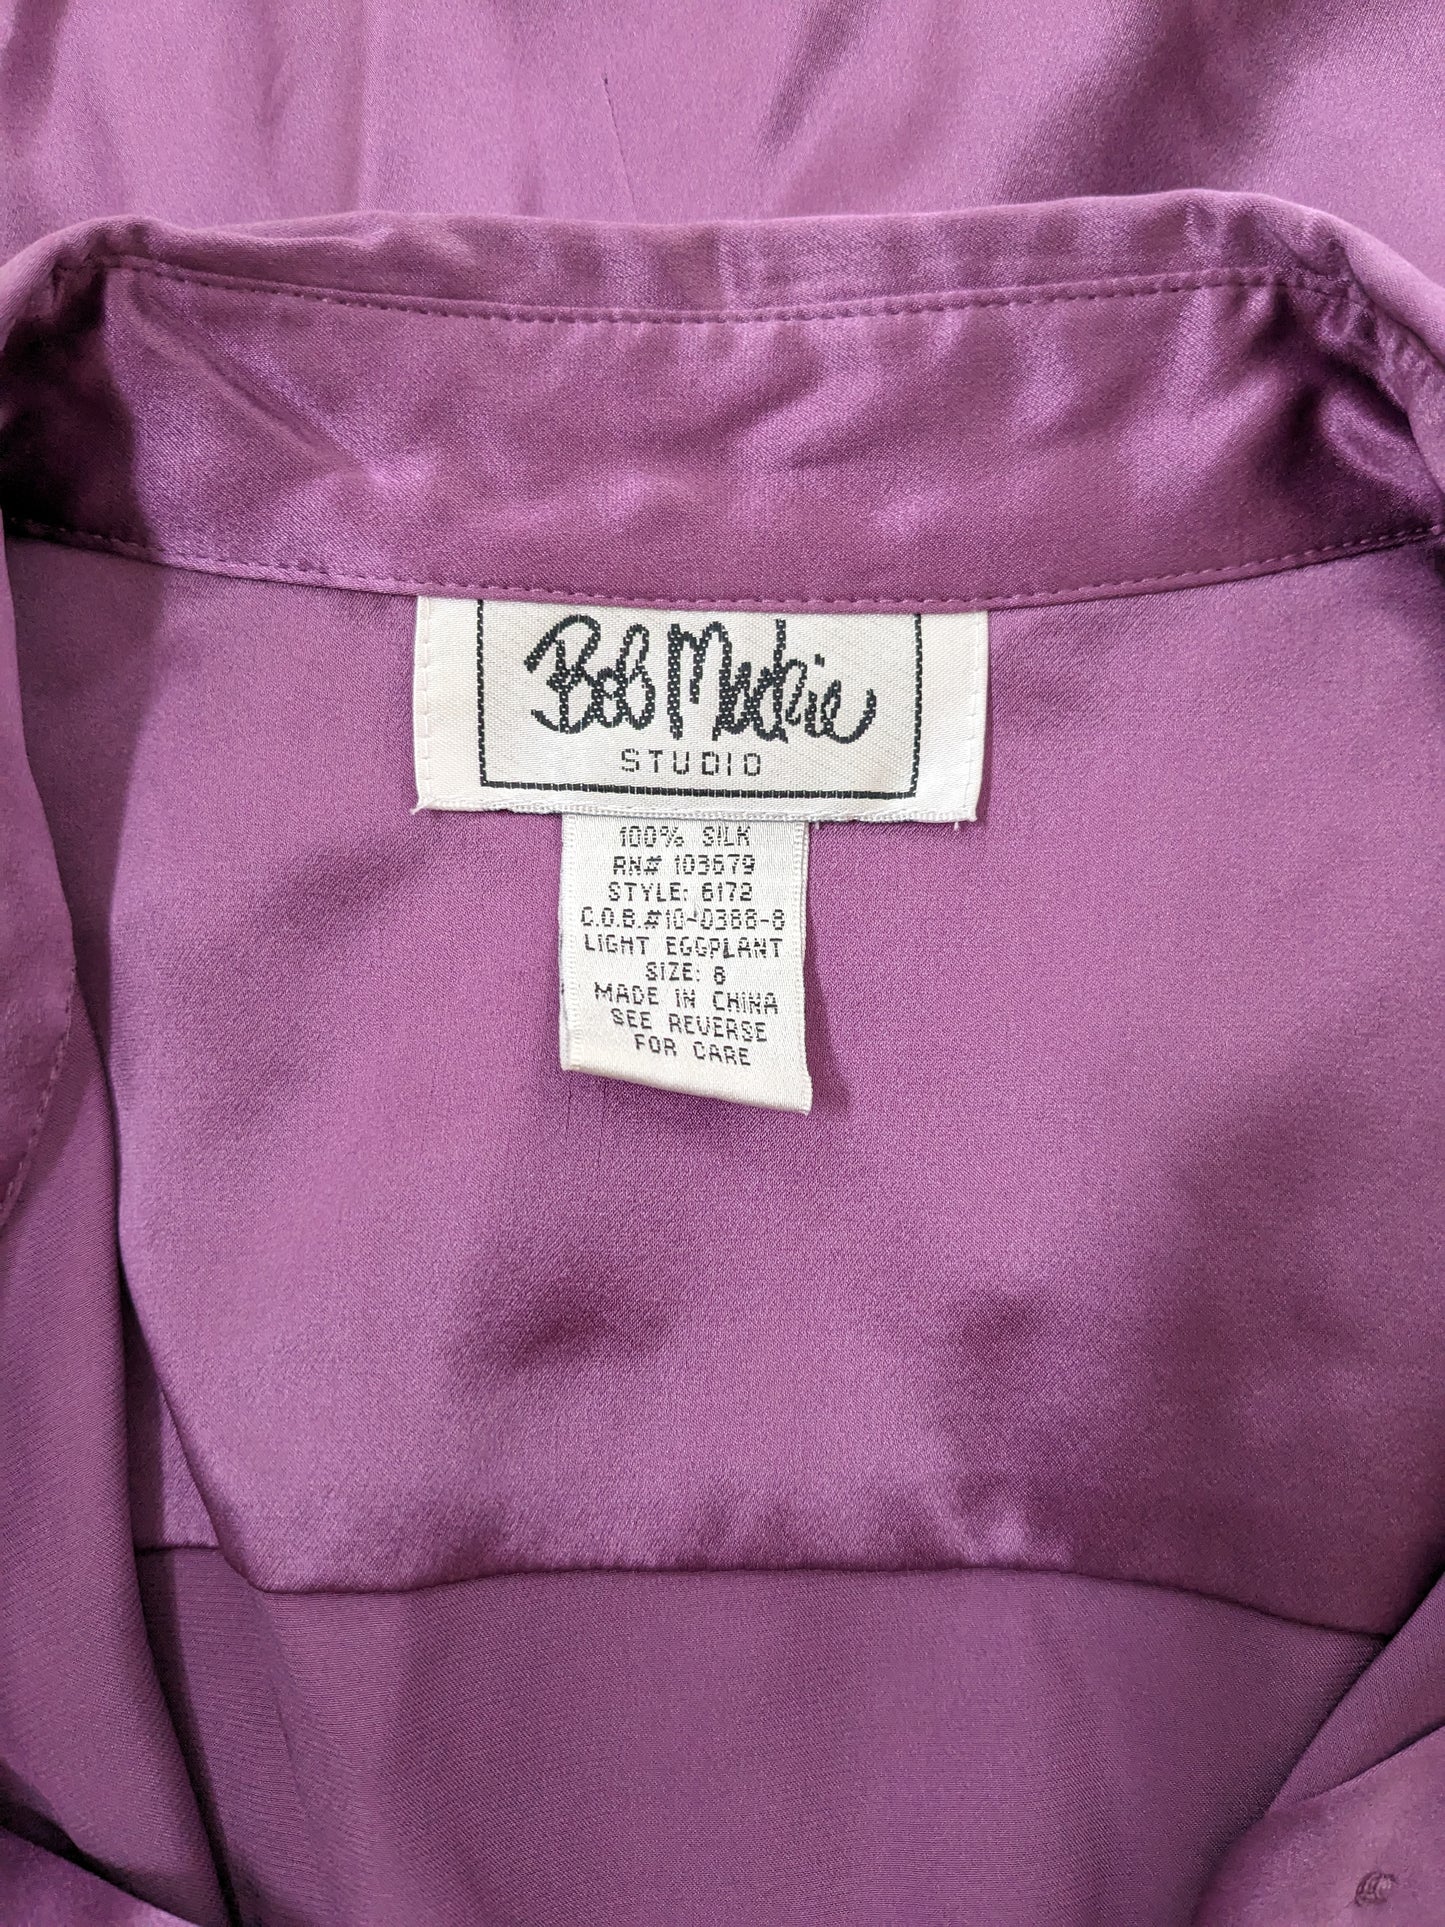 Bob Mackie
STUDIO
100% SILK
RN# 103679
STYLE: 6172
C.O.B.#10-0388-8
LIGHT EGGPLANT
SIZE: 8
MADE IN CHINA
SEE REVERSE
FOR CARE